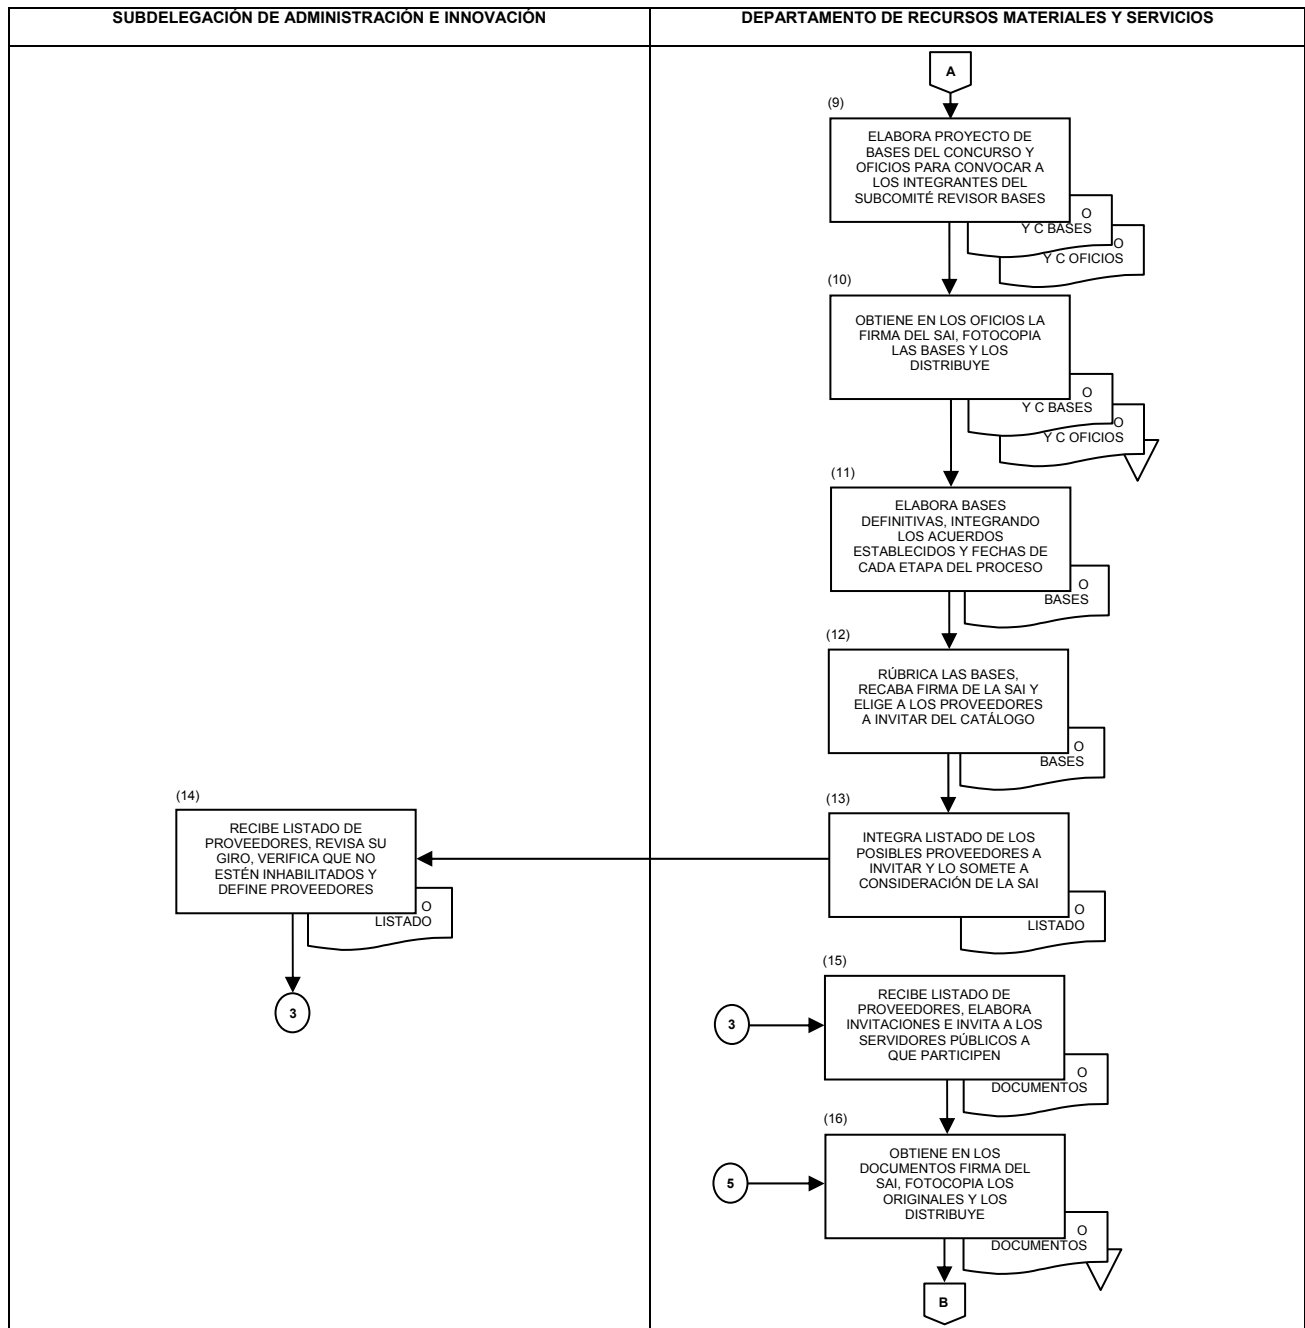 SUBDELEGACIÓN DE ADMINISTRACIÓN E INNOVACIÓN
DEPARTAMENTO DE RECURSOS MATERIALES Y SERVICIOS
A
(9)
ELABORA PROYECTO DE
BASES DEL CONCURSO Y
OFICIOS PARA CONVOCAR A
LOS INTEGRANTES DEL
SUBCOMITÉ REVISOR BASES
O
Y C BASES
O
Y C OFICIOS
(10)
OBTIENE EN LOS OFICIOS LA
FIRMA DEL SAI, FOTOCOPIA
LAS BASES Y LOS
DISTRIBUYE
O
Y C BASES
O
Y C OFICIOS
(11)
ELABORA BASES
DEFINITIVAS, INTEGRANDO
LOS ACUERDOS
ESTABLECIDOS Y FECHAS DE
CADA ETAPA DEL PROCESO
O
BASES
(12)
RÚBRICA LAS BASES,
RECABA FIRMA DE LA SAI Y
ELIGE A LOS PROVEEDORES
A INVITAR DEL CATÁLOGO
O
BASES
(13)
INTEGRA LISTADO DE LOS
POSIBLES PROVEEDORES A
INVITAR Y LO SOMETE A
CONSIDERACIÓN DE LA SAI
O
LISTADO
(14)
RECIBE LISTADO DE
PROVEEDORES, REVISA SU
GIRO, VERIFICA QUE NO
ESTÉN INHABILITADOS Y
DEFINE PROVEEDORES
O
LISTADO
3
(15)
3
RECIBE LISTADO DE
PROVEEDORES, ELABORA
INVITACIONES E INVITA A LOS
SERVIDORES PÚBLICOS A
QUE PARTICIPEN
O
DOCUMENTOS
(16)
5
OBTIENE EN LOS
DOCUMENTOS FIRMA DEL
SAI, FOTOCOPIA LOS
ORIGINALES Y LOS
DISTRIBUYE
O
DOCUMENTOS
B